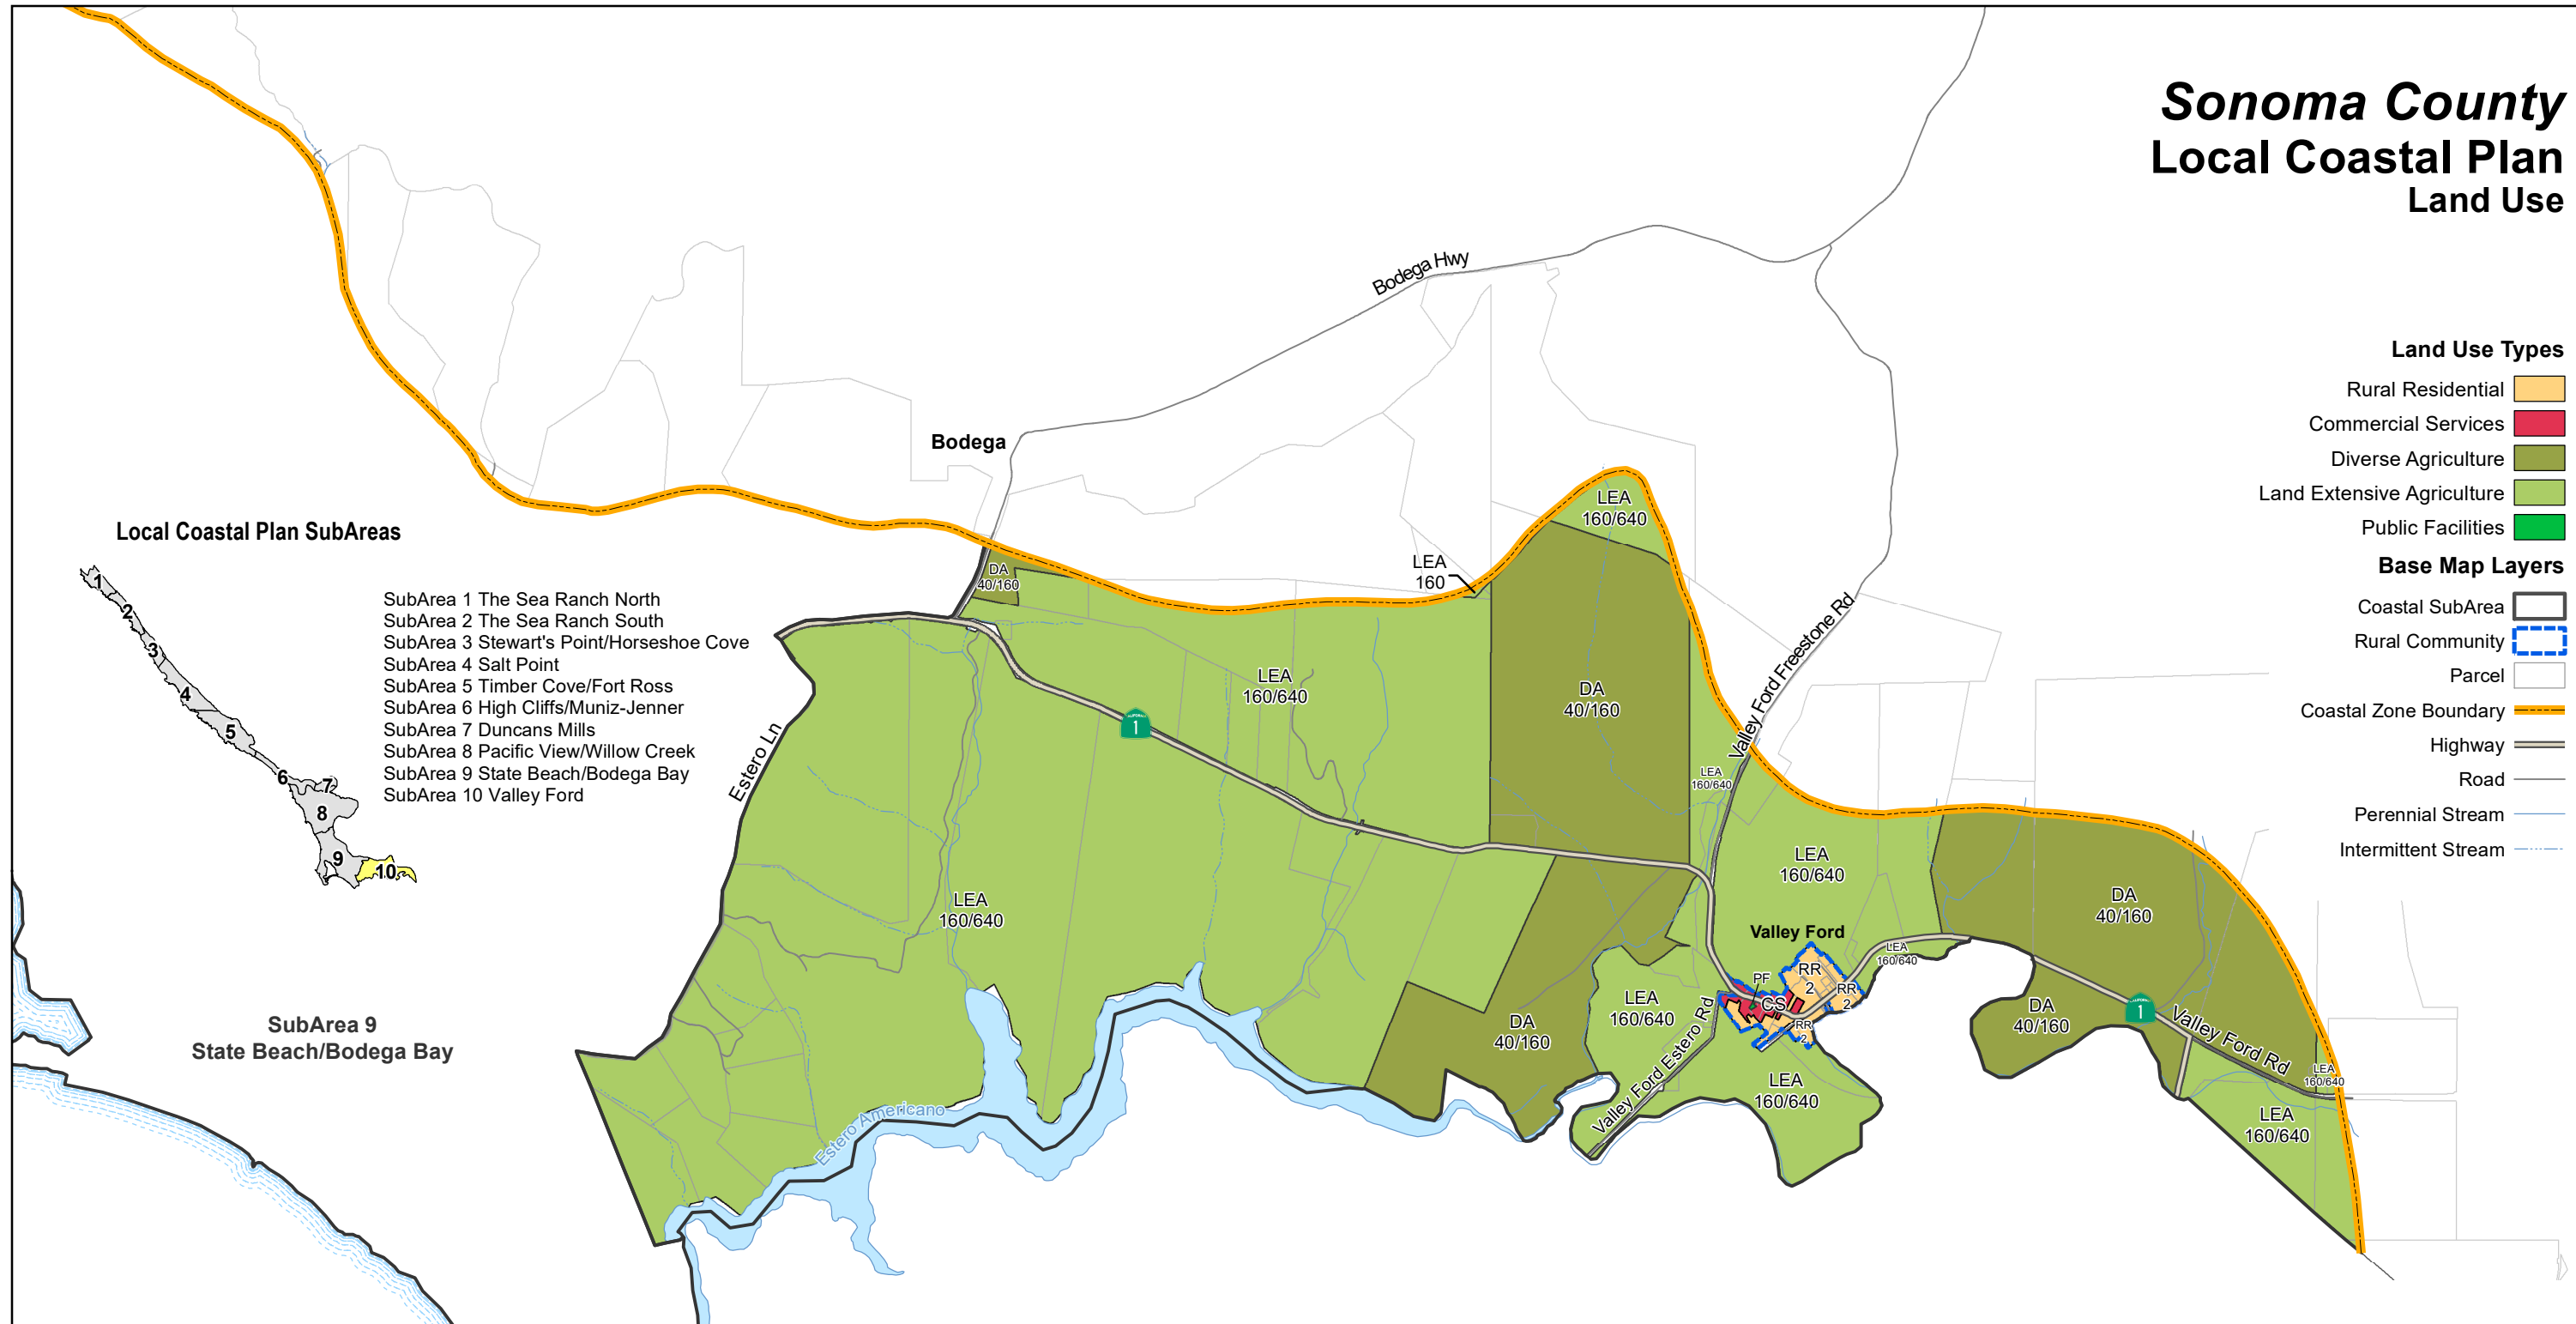 Sonoma County
Local Coastal Plan
Land Use
Land Use Types
Rural Residential
Commercial Services
Diverse Agriculture
Land Extensive Agriculture
Public Facilities
Base Map Layers
Coastal SubArea
Rural Community
Parcel
Coastal Zone Boundary
Highway
Road
Perennial Stream
Intermittent Stream
Local Coastal Plan SubAreas
1
2
3
4
5
6
7
8
9
10
SubArea 1 The Sea Ranch North
SubArea 2 The Sea Ranch South
SubArea 3 Stewart's Point/Horseshoe Cove
SubArea 4 Salt Point
SubArea 5 Timber Cove/Fort Ross
SubArea 6 High Cliffs/Muniz-Jenner
SubArea 7 Duncans Mills
SubArea 8 Pacific View/Willow Creek
SubArea 9 State Beach/Bodega Bay
SubArea 10 Valley Ford
SubArea 9
State Beach/Bodega Bay
Bodega Hwy
Bodega
LEA
160/640
LEA
160
DA
40/160
LEA
160/640
DA
40/160
Valley Ford Freestone Rd
1
Estero Ln
LEA
160/640
LEA
160/640
LEA
160/640
DA
40/160
Valley Ford
LEA
160/640
RR
2
PF
CS
RR
2
RR
2
LEA
160/640
DA
40/160
DA
40/160
1
Valley Ford Rd
Valley Ford Estero Rd
LEA
160/640
LEA
160/640
LEA
160/640
Estero Americano